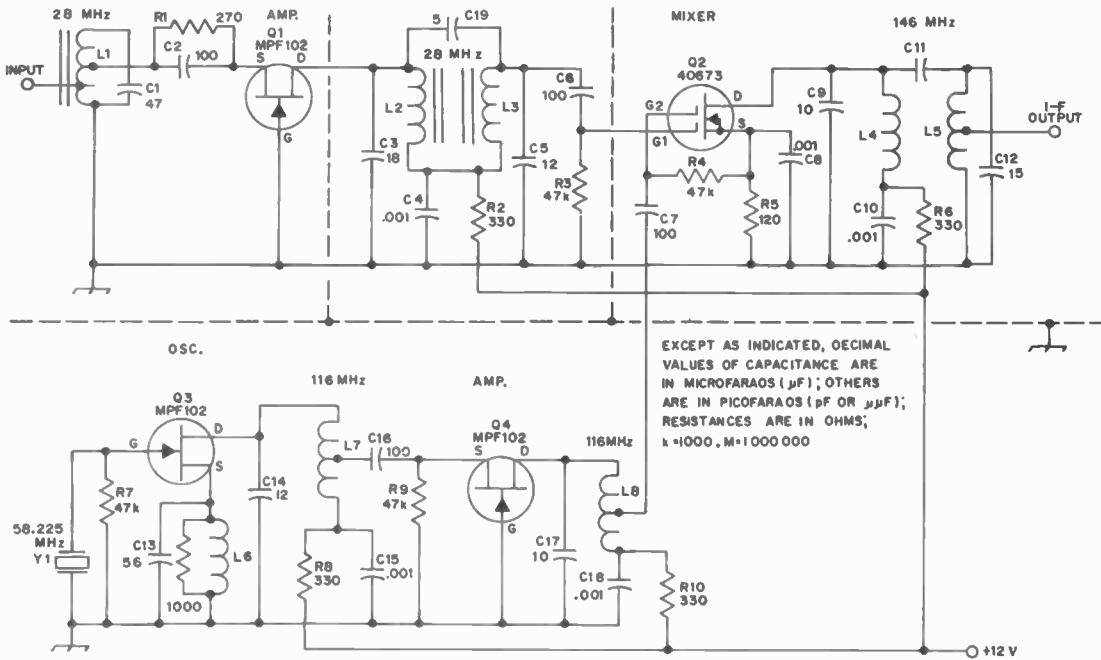 28 MHz
R1
270
AMP.
Q1
MPF102
C2
100
L1
S
D
G
INPUT
C1
47
5
C19
28 MHz
L2
L3
C3
18
C4
.001
R2
330
C5
12
C6
100
R3
47k
MIXER
Q2
40673
G2
G1
D
S
R4
47k
C7
100
R5
120
.001
C8
C9
10
146 MHz
C11
L4
L5
C10
.001
R6
330
C12
15
I-F
OUTPUT
OSC.
Q3
MPF102
G
D
S
R7
47k
58.225
MHz
Y1
C13
56
L6
1000
C14
12
116 MHz
L7
C16
100
R8
330
C15
.001
R9
47k
AMP.
Q4
MPF102
S
D
G
C17
10
116MHz
L8
C18
.001
R10
330
EXCEPT AS INDICATED, OECIMAL
VALUES OF CAPACITANCE ARE
IN MICROFARAOS (µF); OTHERS
ARE IN PICOFARAOS (pF OR µµF);
RESISTANCES ARE IN OHMS;
k=1000, M=1000000
+12 V